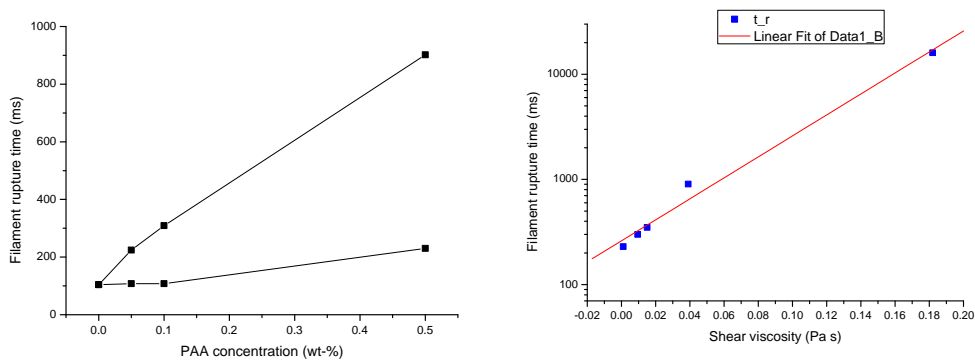 1000
800
600
400
200
0
Filament rupture time (ms)
0.0 0.1 0.2 0.3 0.4 0.5
PAA concentration (wt-%)
t_r
Linear Fit of Data1_B
10000
1000
100
Filament rupture time (ms)
-0.02 0.00 0.02 0.04 0.06 0.08 0.10 0.12 0.14 0.16 0.18 0.20
Shear viscosity (Pa s)